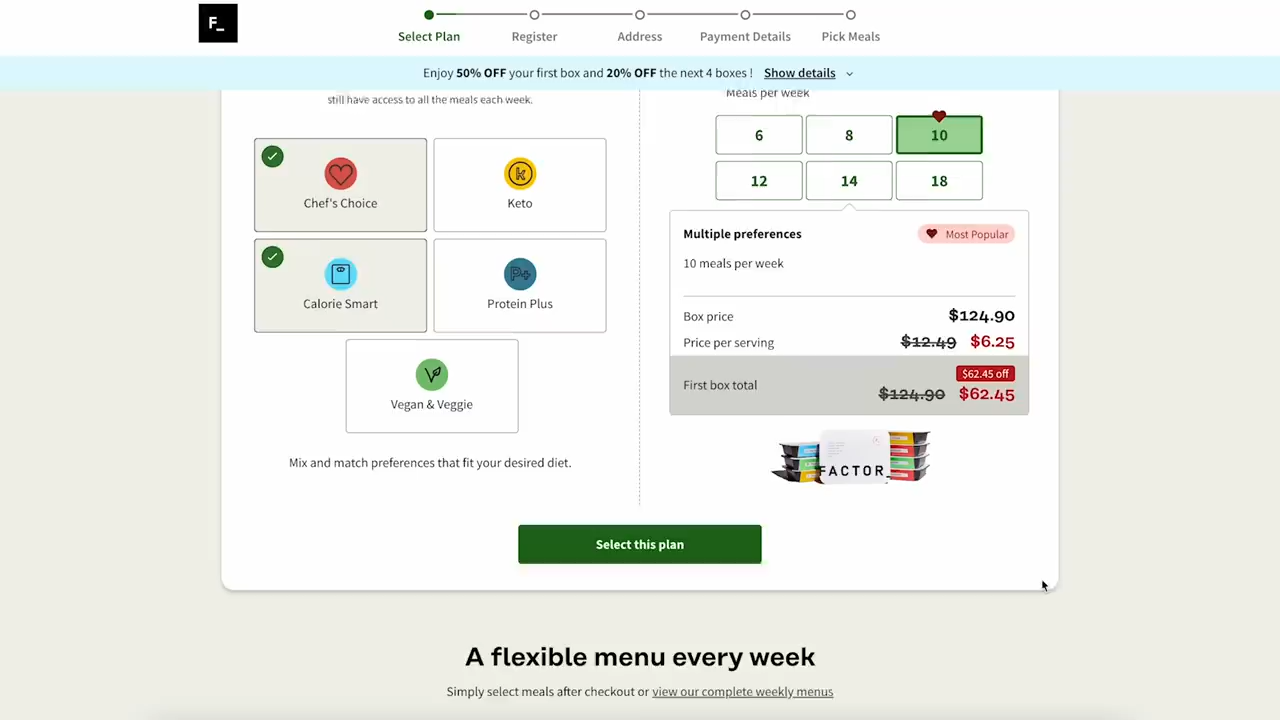 F_
Select Plan
Register
Address
Payment Details
Pick Meals
Enjoy 50% OFF your first box and 20% OFF the next 4 boxes ! Show details
still have access to all the meals each week.
Chef's Choice
Keto
Calorie Smart
P+
Protein Plus
Vegan & Veggie
Mix and match preferences that fit your desired diet.
Meals per week
6 8 10
12 14 18
Multiple preferences
Most Popular
10 meals per week
Box price $124.90
Price per serving $12.49 $6.25
$62.45 off
First box total $124.90 $62.45
FACTOR_
Select this plan
A flexible menu every week
Simply select meals after checkout or view our complete weekly menus